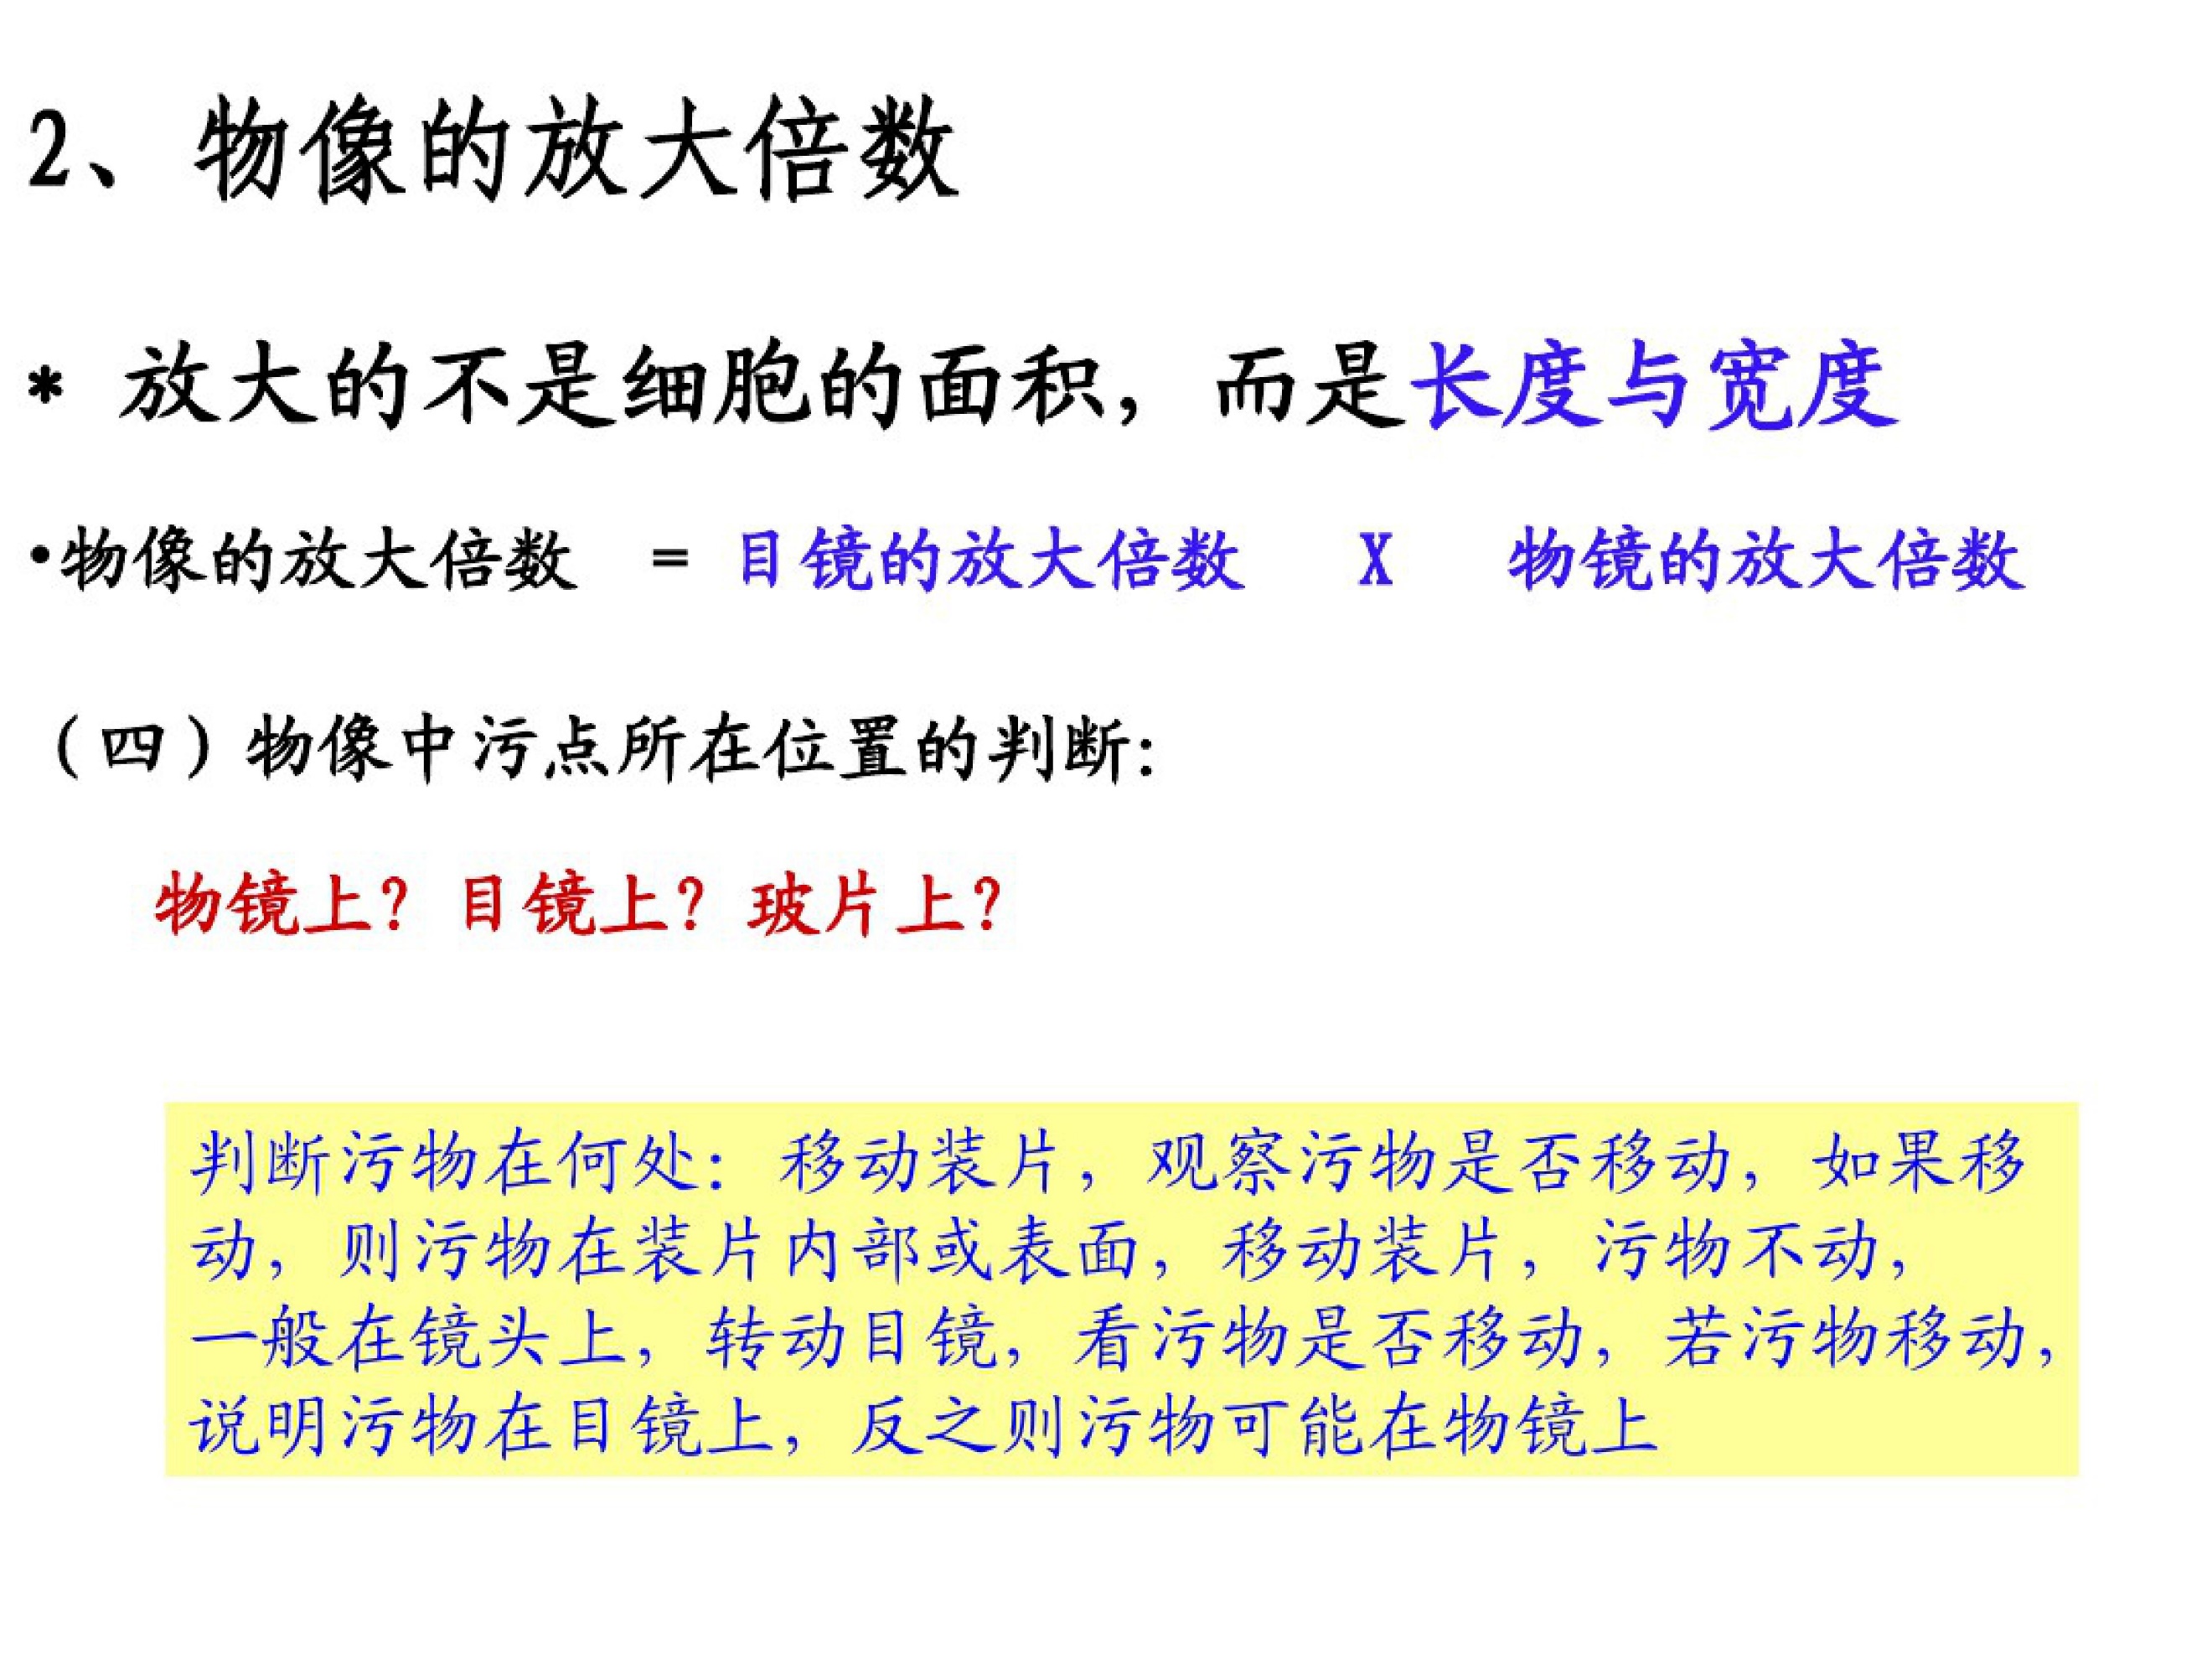 2、物像的放大倍数
* 放大的不是细胞的面积，而是长度与宽度
•物像的放大倍数 = 目镜的放大倍数 X 物镜的放大倍数
（四）物像中污点所在位置的判断：
物镜上？目镜上？玻片上？
判断污物在何处：移动装片，观察污物是否移动，如果移
动，则污物在装片内部或表面，移动装片，污物不动，
一般在镜头上，转动目镜，看污物是否移动，若污物移动，
说明污物在目镜上，反之则污物可能在物镜上